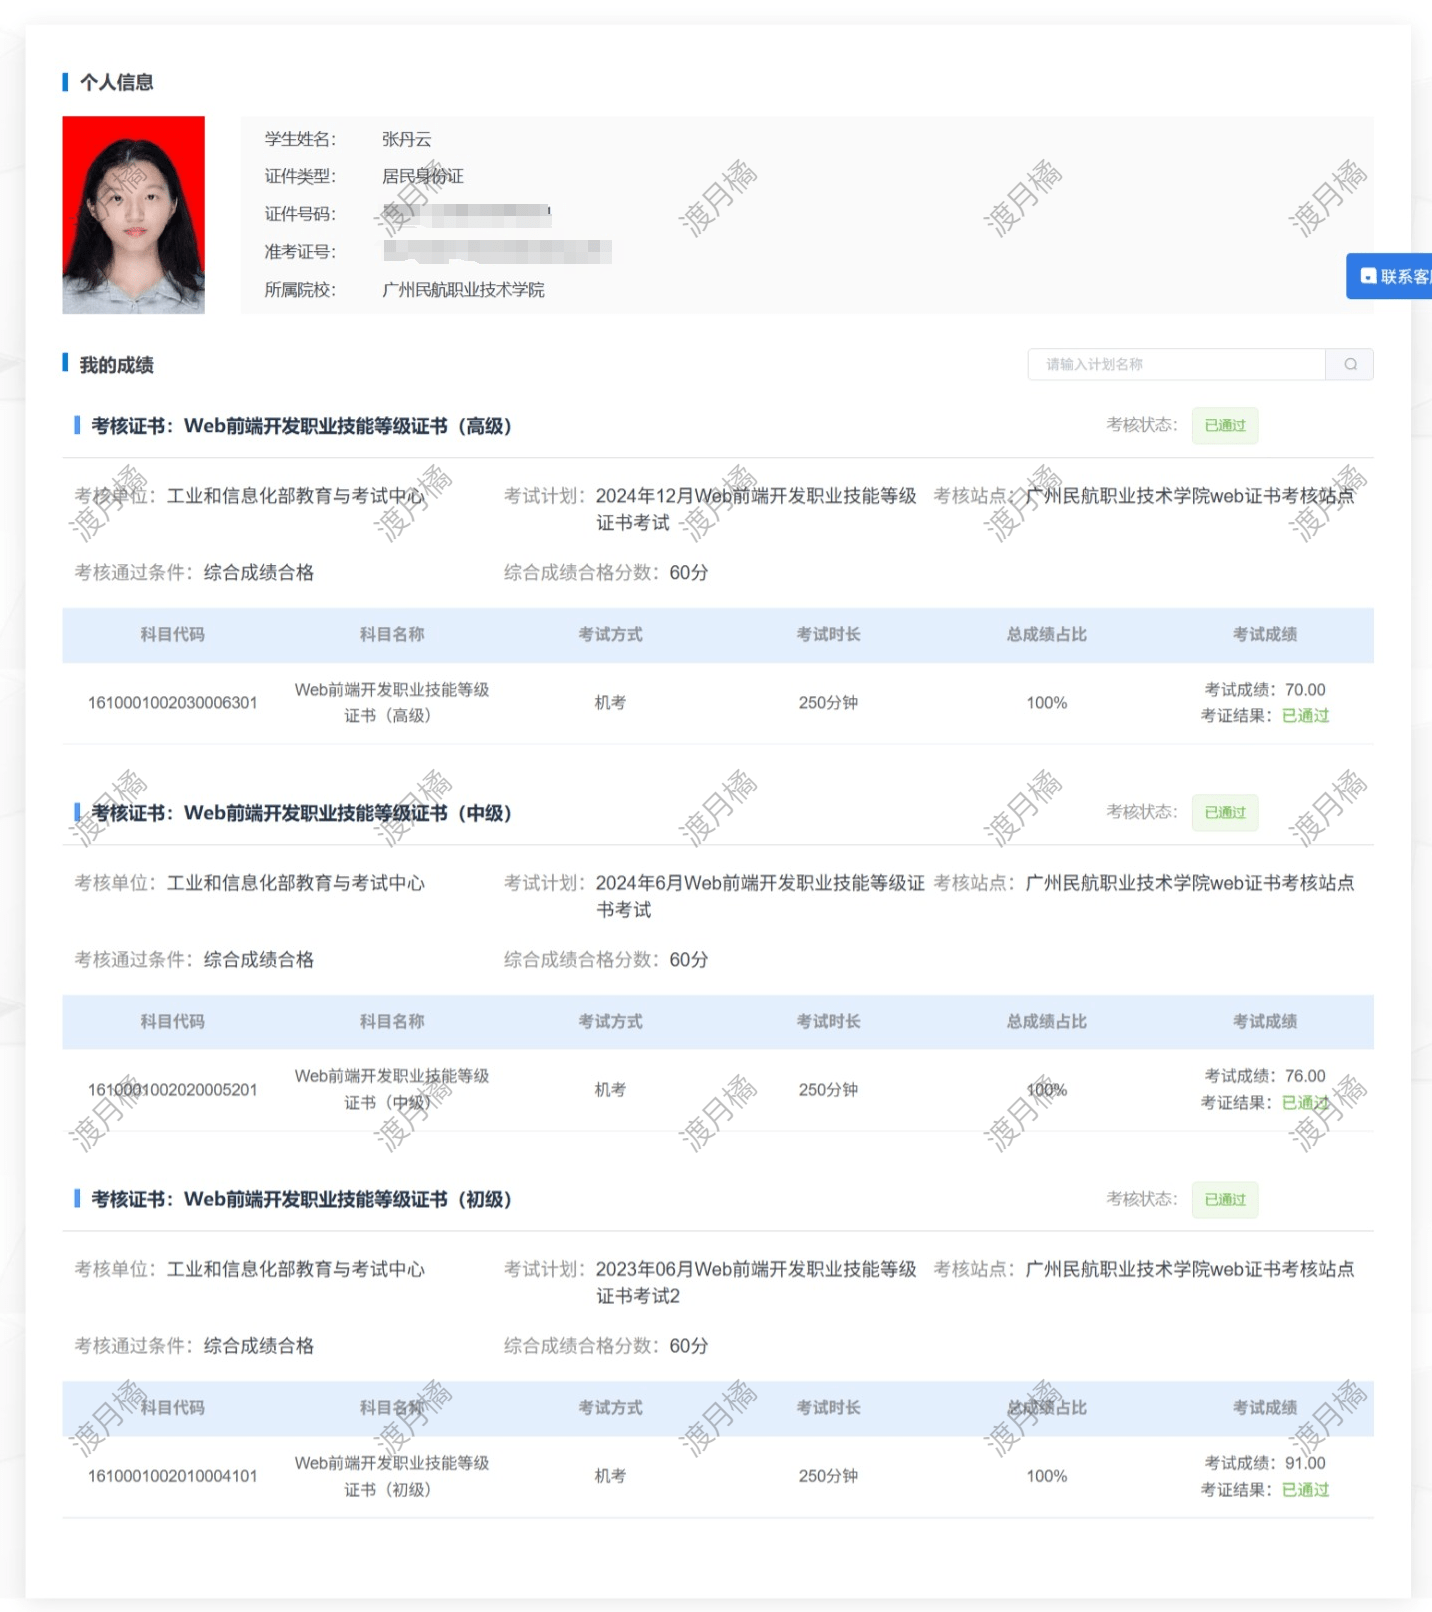 个人信息
学生姓名： 张丹云
证件类型： 居民身份证
证件号码：
准考证号：
所属院校： 广州民航职业技术学院
联系客
我的成绩
请输入计划名称
考核证书：Web前端开发职业技能等级证书（高级）
考核状态： 已通过
考核单位：工业和信息化部教育与考试中心 考试计划：2024年12月Web前端开发职业技能等级 考核站点：广州民航职业技术学院web证书考核站点
证书考试
考核通过条件：综合成绩合格 综合成绩合格分数：60分
科目代码 科目名称 考试方式 考试时长 总成绩占比 考试成绩
1610001002030006301 Web前端开发职业技能等级 机考 250分钟 100% 考试成绩：70.00
证书（高级） 考证结果：已通过
考核证书：Web前端开发职业技能等级证书（中级）
考核状态： 已通过
考核单位：工业和信息化部教育与考试中心 考试计划：2024年6月Web前端开发职业技能等级证 考核站点：广州民航职业技术学院web证书考核站点
书考试
考核通过条件：综合成绩合格 综合成绩合格分数：60分
科目代码 科目名称 考试方式 考试时长 总成绩占比 考试成绩
1610001002020005201 Web前端开发职业技能等级 机考 250分钟 100% 考试成绩：76.00
证书（中级） 考证结果：已通过
考核证书：Web前端开发职业技能等级证书（初级）
考核状态： 已通过
考核单位：工业和信息化部教育与考试中心 考试计划：2023年06月Web前端开发职业技能等级 考核站点：广州民航职业技术学院web证书考核站点
证书考试2
考核通过条件：综合成绩合格 综合成绩合格分数：60分
科目代码 科目名称 考试方式 考试时长 总成绩占比 考试成绩
1610001002010004101 Web前端开发职业技能等级 机考 250分钟 100% 考试成绩：91.00
证书（初级） 考证结果：已通过
渡月橘